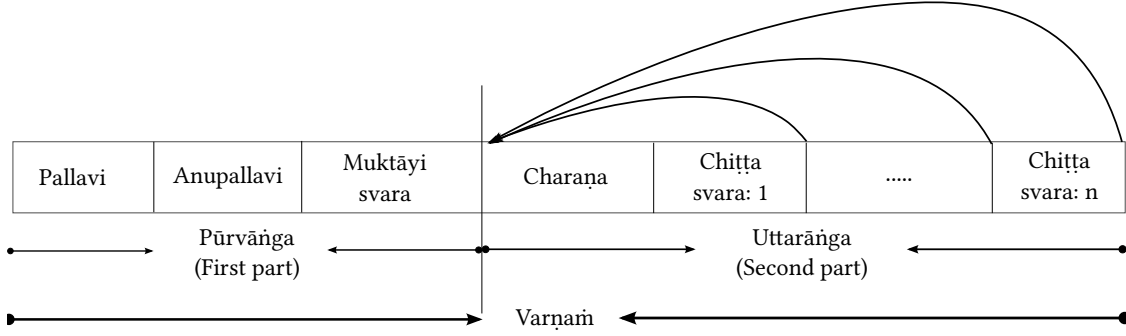 Pallavi
Anupallavi
Muktāyi
svara
Charaṇa
Chiṭṭa
svara: 1
.....
Chiṭṭa
svara: n
Pūrvāṅga
(First part)
Uttarāṅga
(Second part)
Varṇaṁ